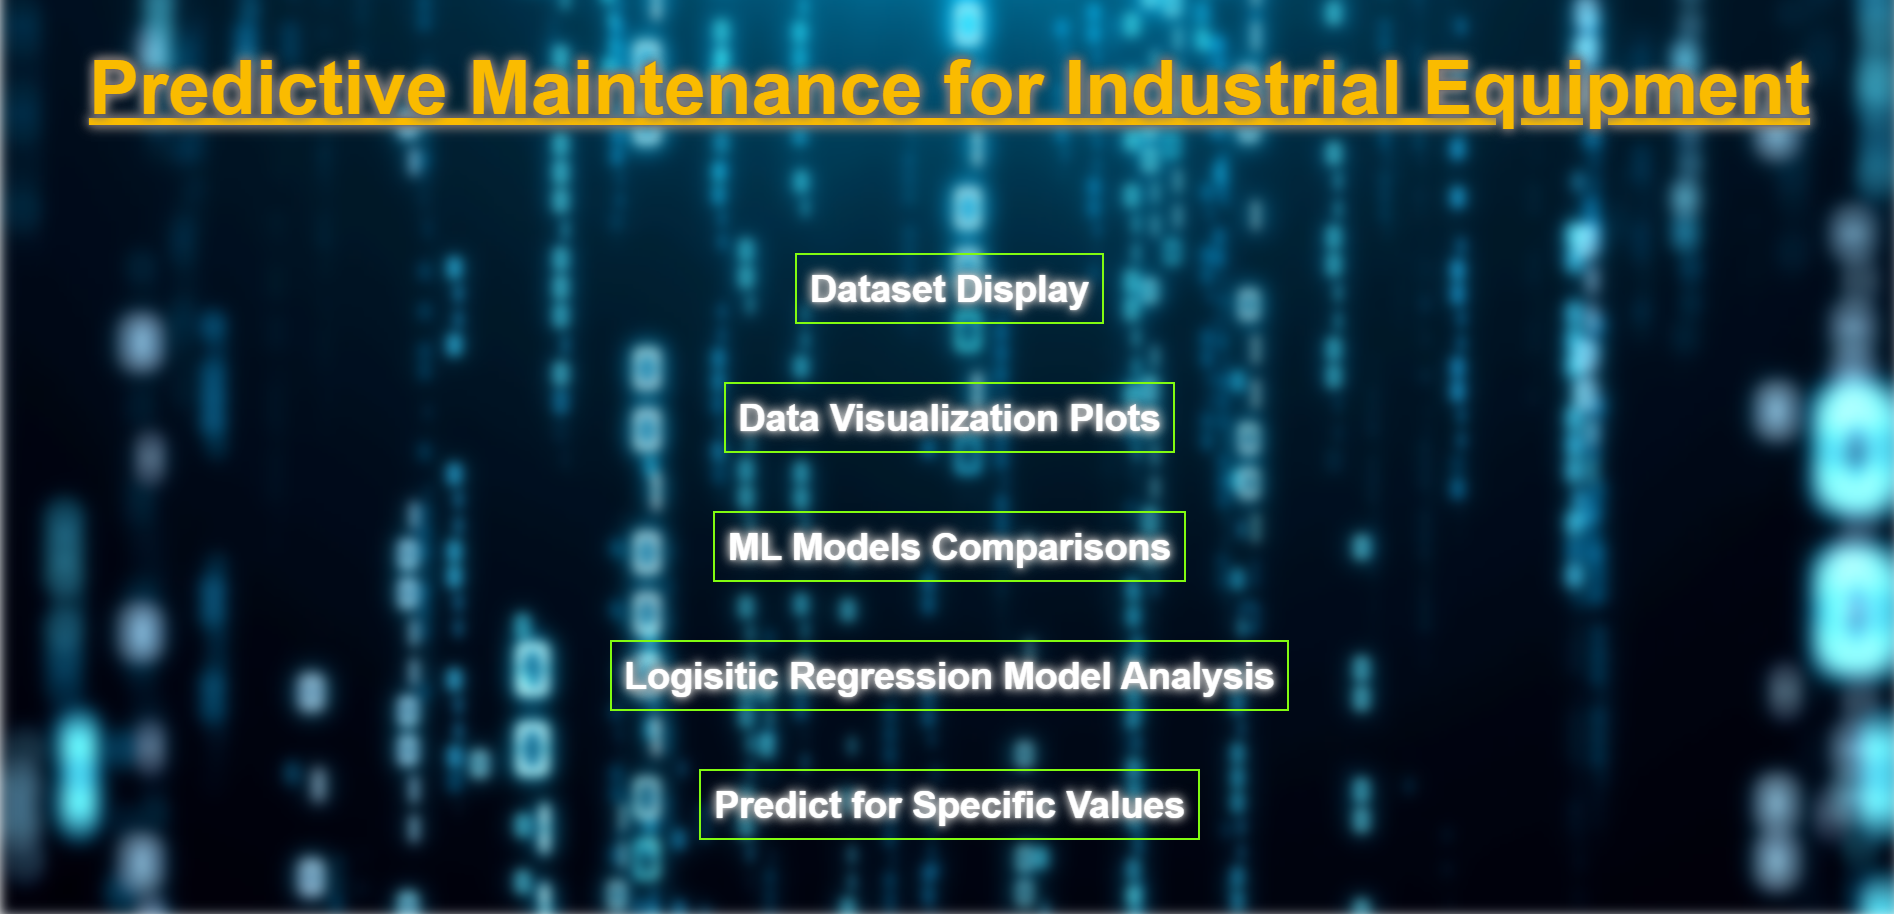 Predictive Maintenance for Industrial Equipment
Dataset Display
Data Visualization Plots
ML Models Comparisons
Logisitic Regression Model Analysis
Predict for Specific Values